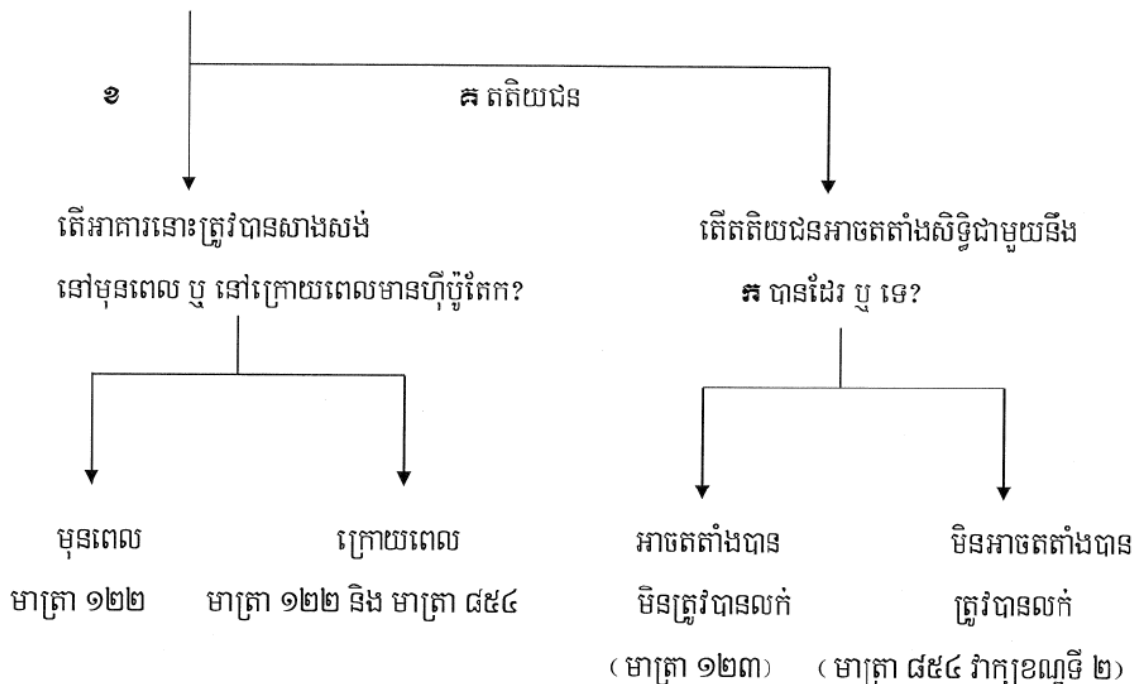 ខ
គ តតិយជន
តើអាគារនោះត្រូវបានសាងសង់
នៅមុនពេល ឬ នៅក្រោយពេលមានហ៊ីប៉ូតែក?
តើតតិយជនអាចតតាំងសិទ្ធិជាមួយនឹង
ក បានដែរ ឬ ទេ?
មុនពេល
មាត្រា ១២២
ក្រោយពេល
មាត្រា ១២២ និង មាត្រា ៨៥៤
អាចតតាំងបាន
មិនត្រូវបានលក់
( មាត្រា ១២៣)
មិនអាចតតាំងបាន
ត្រូវបានលក់
( មាត្រា ៨៥៤ វាក្យខណ្ឌទី ២)